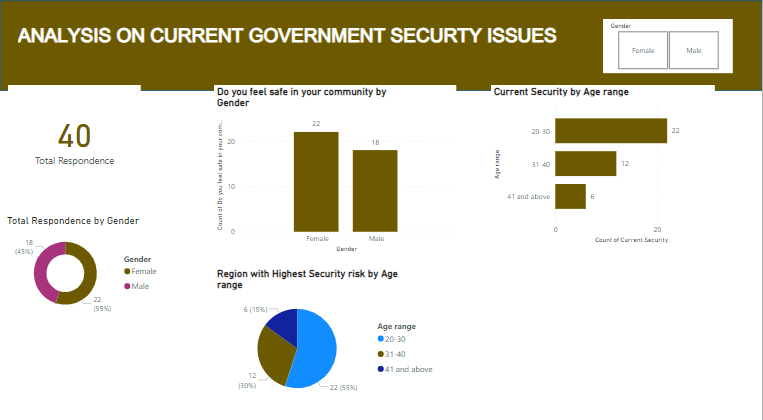 ANALYSIS ON CURRENT GOVERNMENT SECURTY ISSUES
Gender
Female
Male
40
Total Respondence
Total Respondence by Gender
18
(45%)
22
(55%)
Gender
Female
Male
Do you feel safe in your community by
Gender
Count of Do you feel safe in your com..
20
10
0
22
18
Female
Male
Gender
Region with Highest Security risk by Age
range
6 (15%)
12
(30%)
22 (55%)
Age range
20-30
31-40
41 and above
Current Security by Age range
Age range
20-30
22
31-40
12
41 and above
6
0
20
Count of Current Security